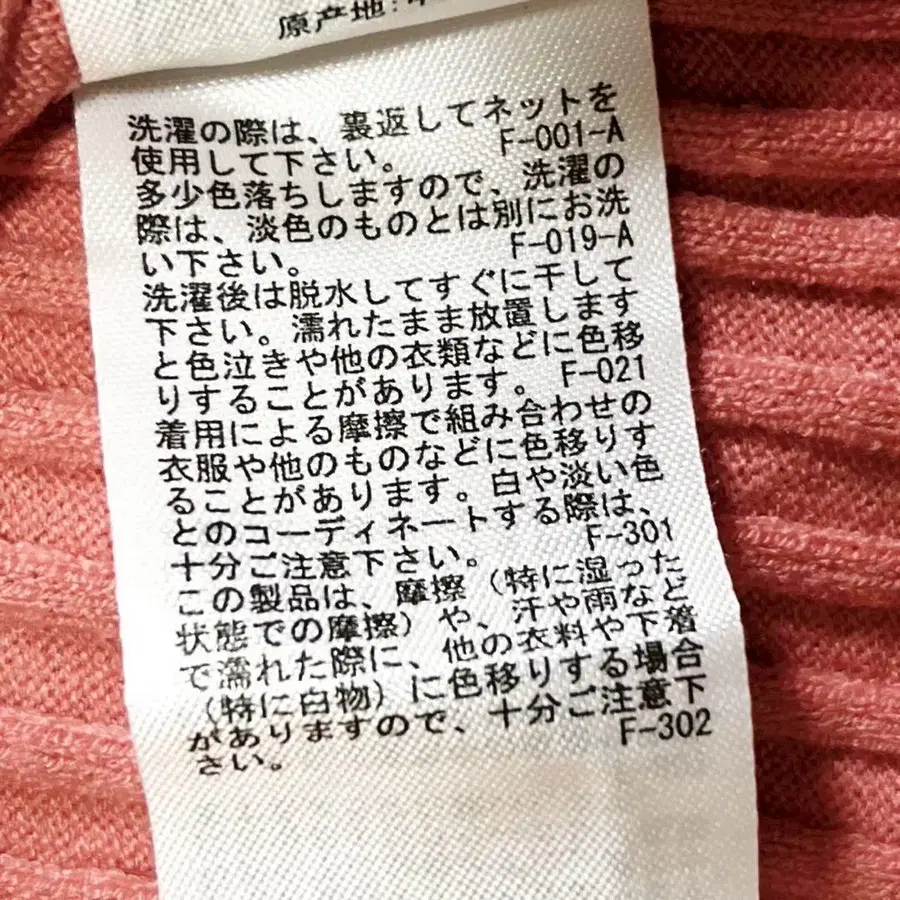 原产地:
洗濯の際は、裏返してネットを
使用して下さい。 F-001-A
多少色落ちしますので、洗濯の
際は、淡色のものとは別にお洗
い下さい。 F-019-A
洗濯後は脱水してすぐに干して
下さい。濡れたまま放置します
と色泣きや他の衣類などに色移
りすることがあります。 F-021
着用による摩擦で組み合わせの
衣服や他のものなどに色移りす
ることがあります。白や淡い色
とのコーディネートする際は、
十分ご注意下さい。 F-301
この製品は、摩擦（特に湿った
状態での摩擦）や、汗や雨など
で濡れた際に、他の衣料や下着
（特に白物）に色移りする場合
がありますので、十分ご注意下
さい。 F-302